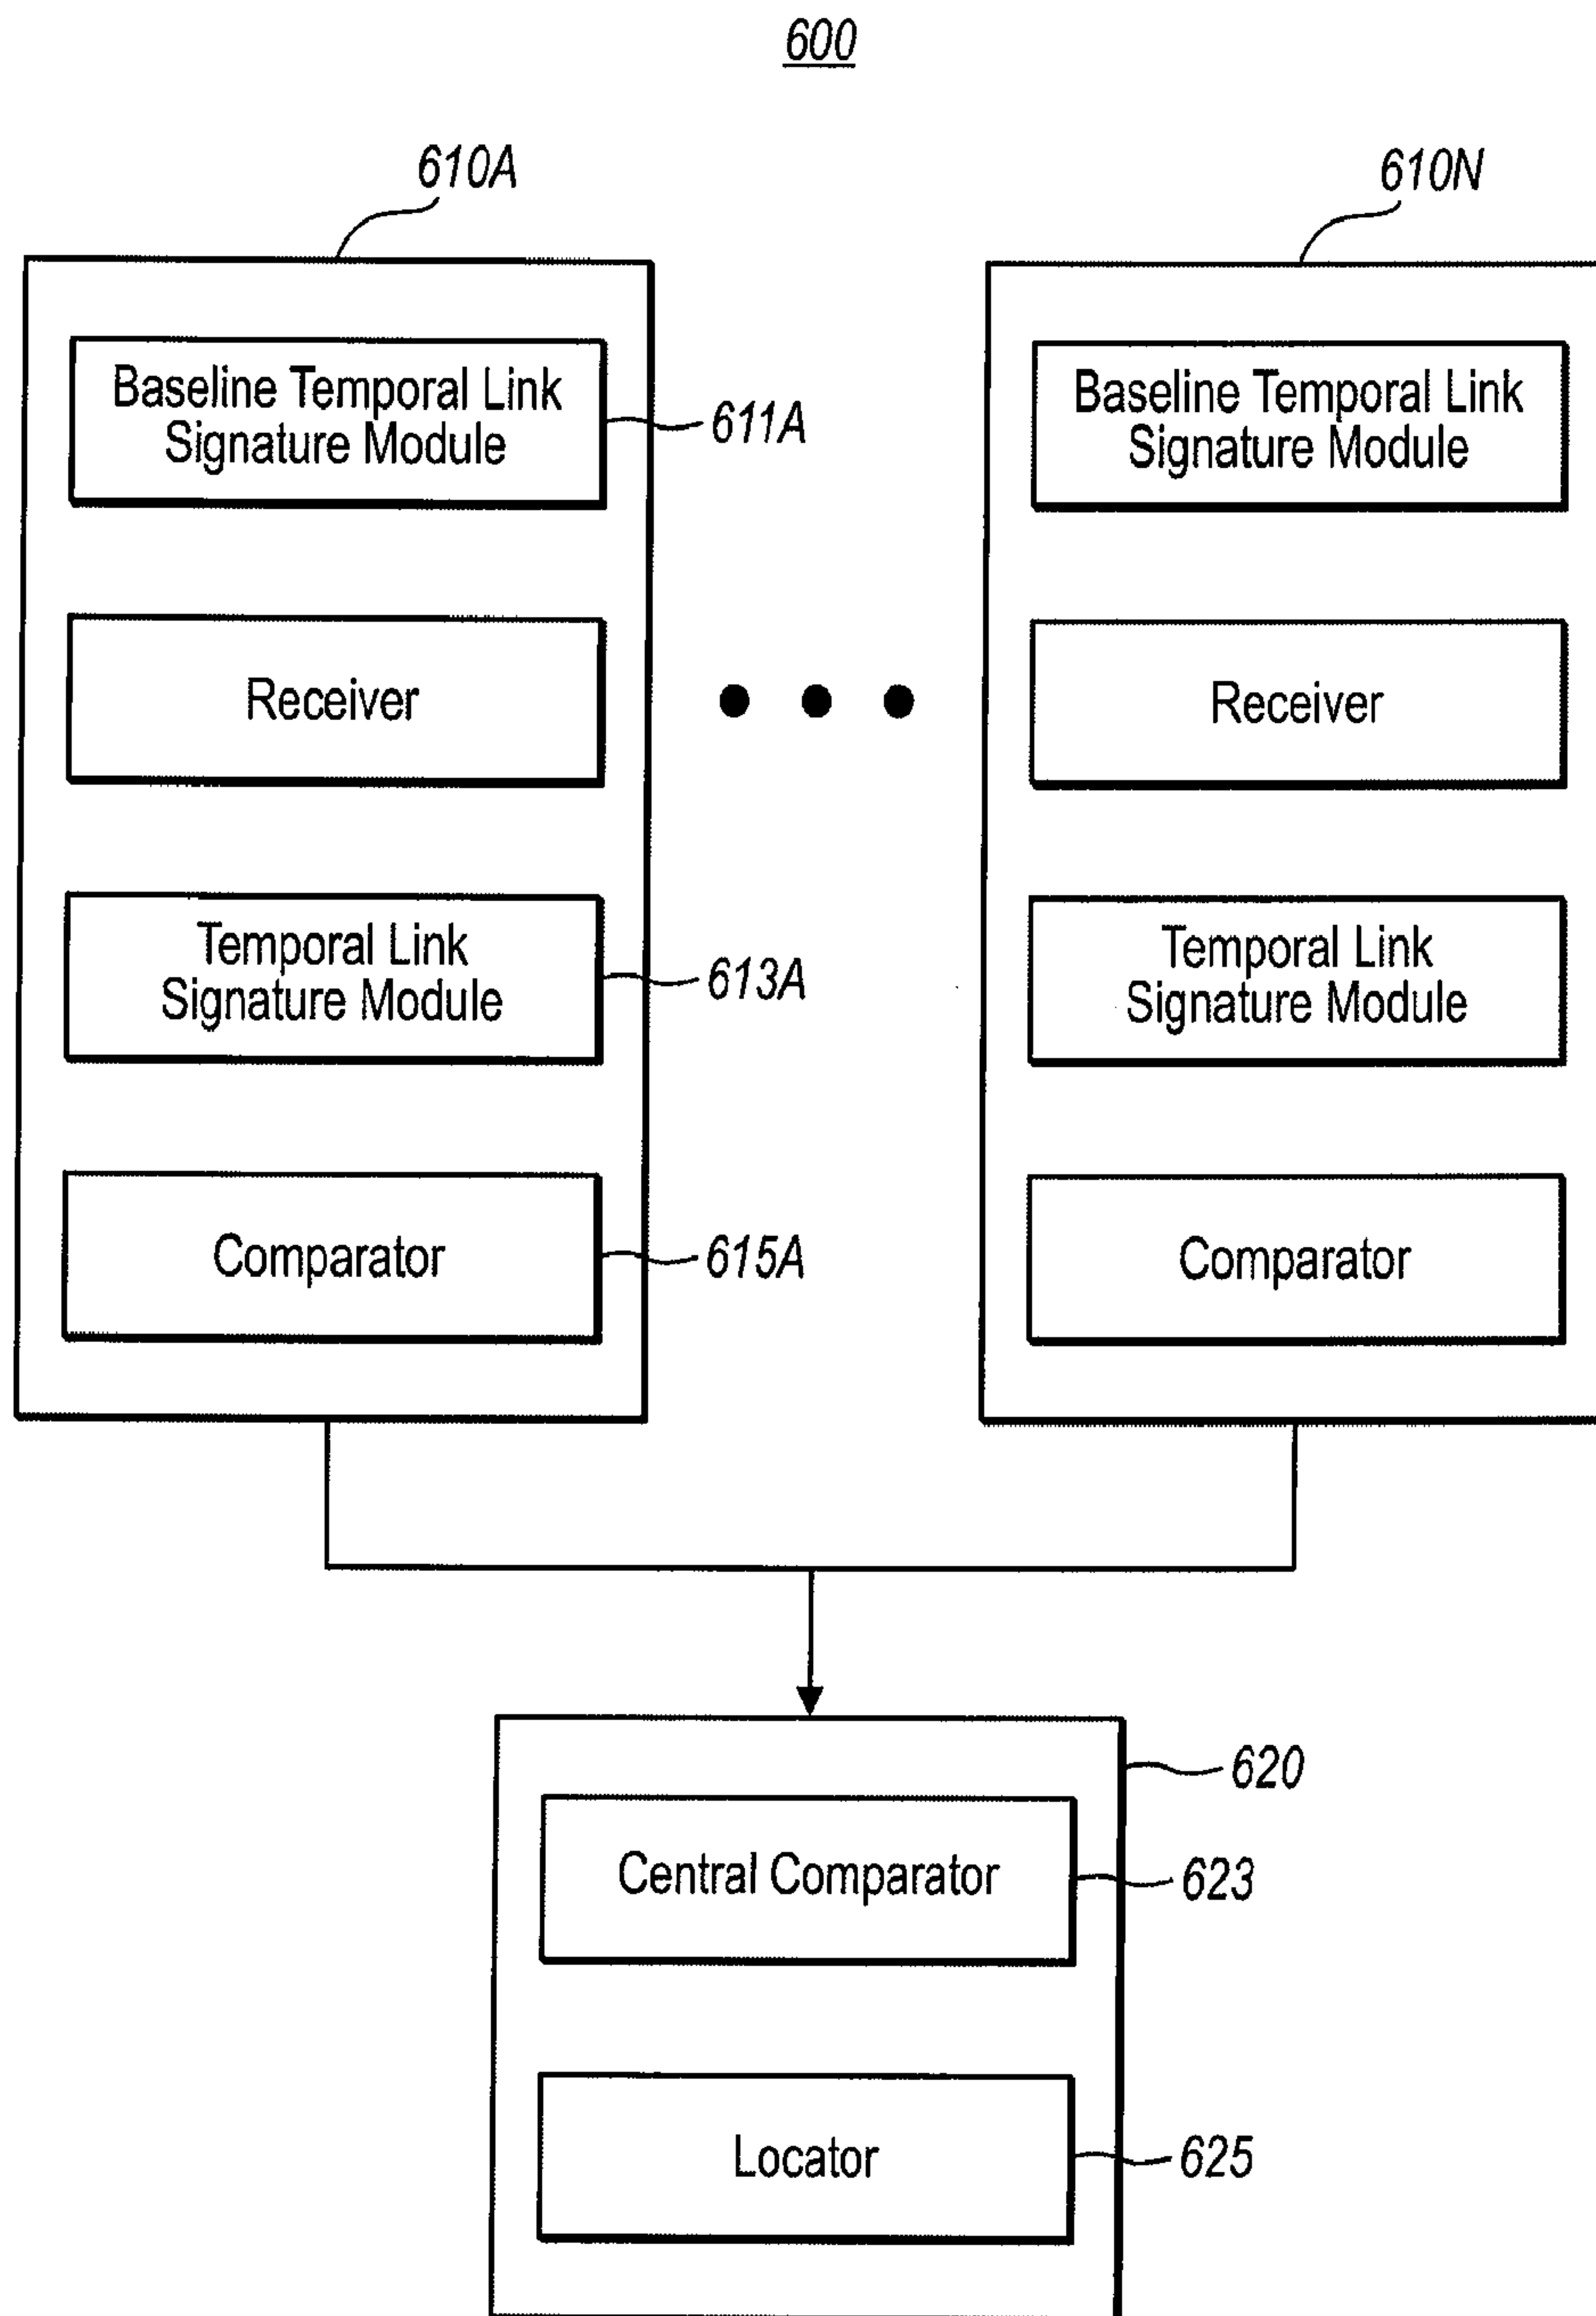 600
610A
610N
Baseline Temporal Link
Signature Module
611A
Receiver
Temporal Link
Signature Module
613A
Comparator
615A
Baseline Temporal Link
Signature Module
Receiver
Temporal Link
Signature Module
Comparator
620
Central Comparator
623
Locator
625